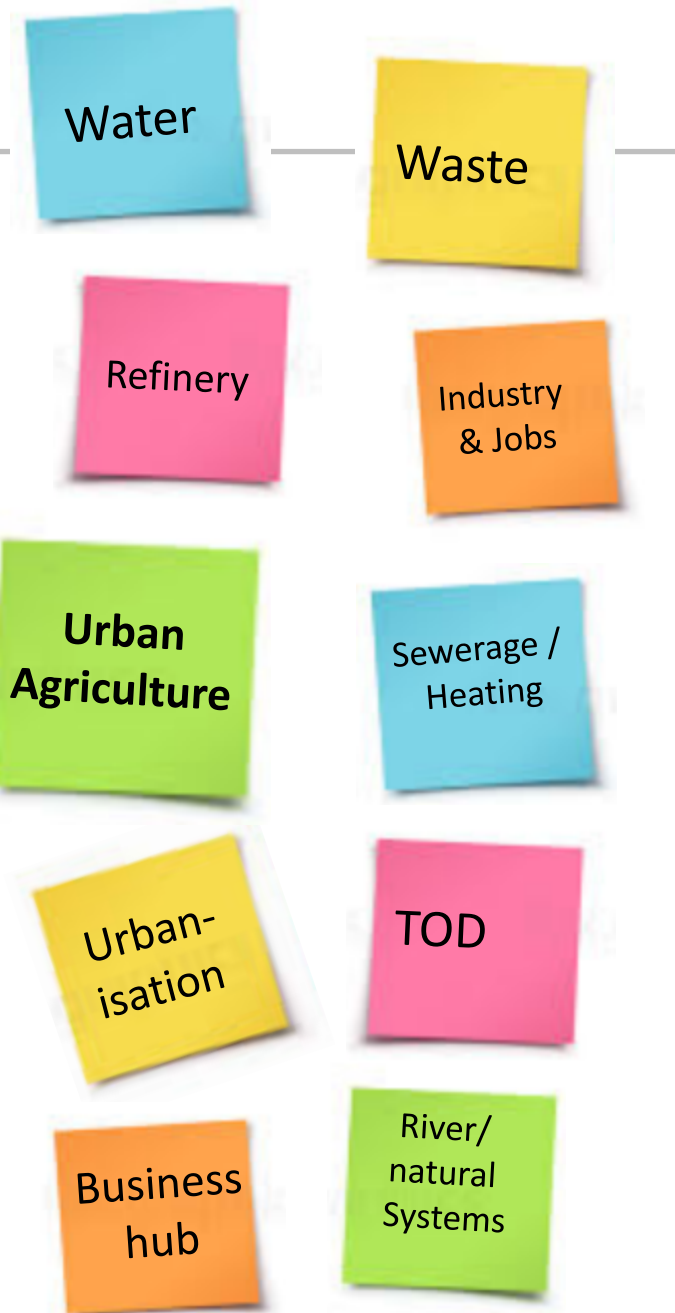 Water
Waste
Refinery
Industry
& Jobs
Urban
Agriculture
Sewerage /
Heating
Urban-
isation
TOD
Business
hub
River/
natural
Systems